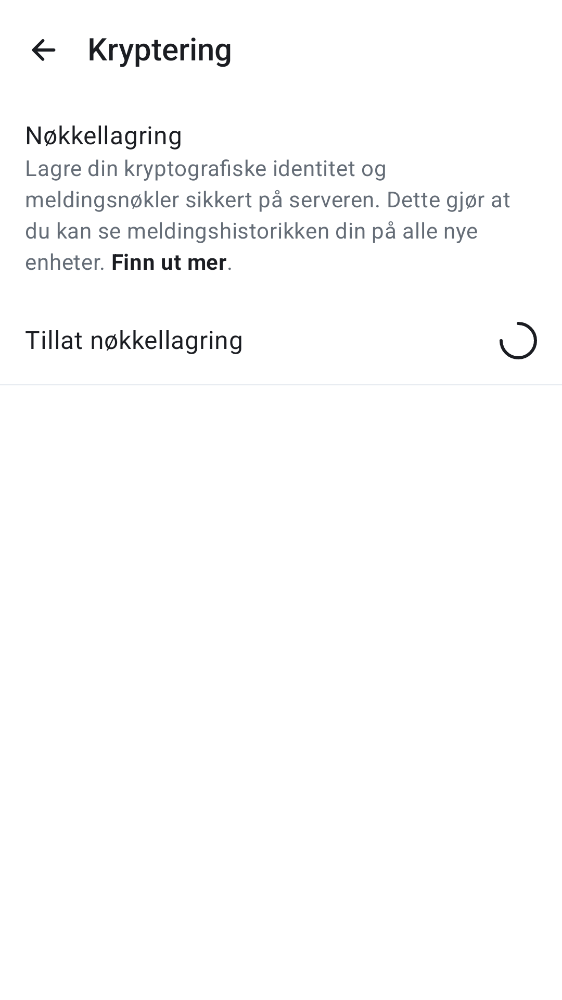 Kryptering
Nøkkellagring
Lagre din kryptografiske identitet og
meldingsnøkler sikkert på serveren. Dette gjør at
du kan se meldingshistorikken din på alle nye
enheter. Finn ut mer.
Tillat nøkkellagring